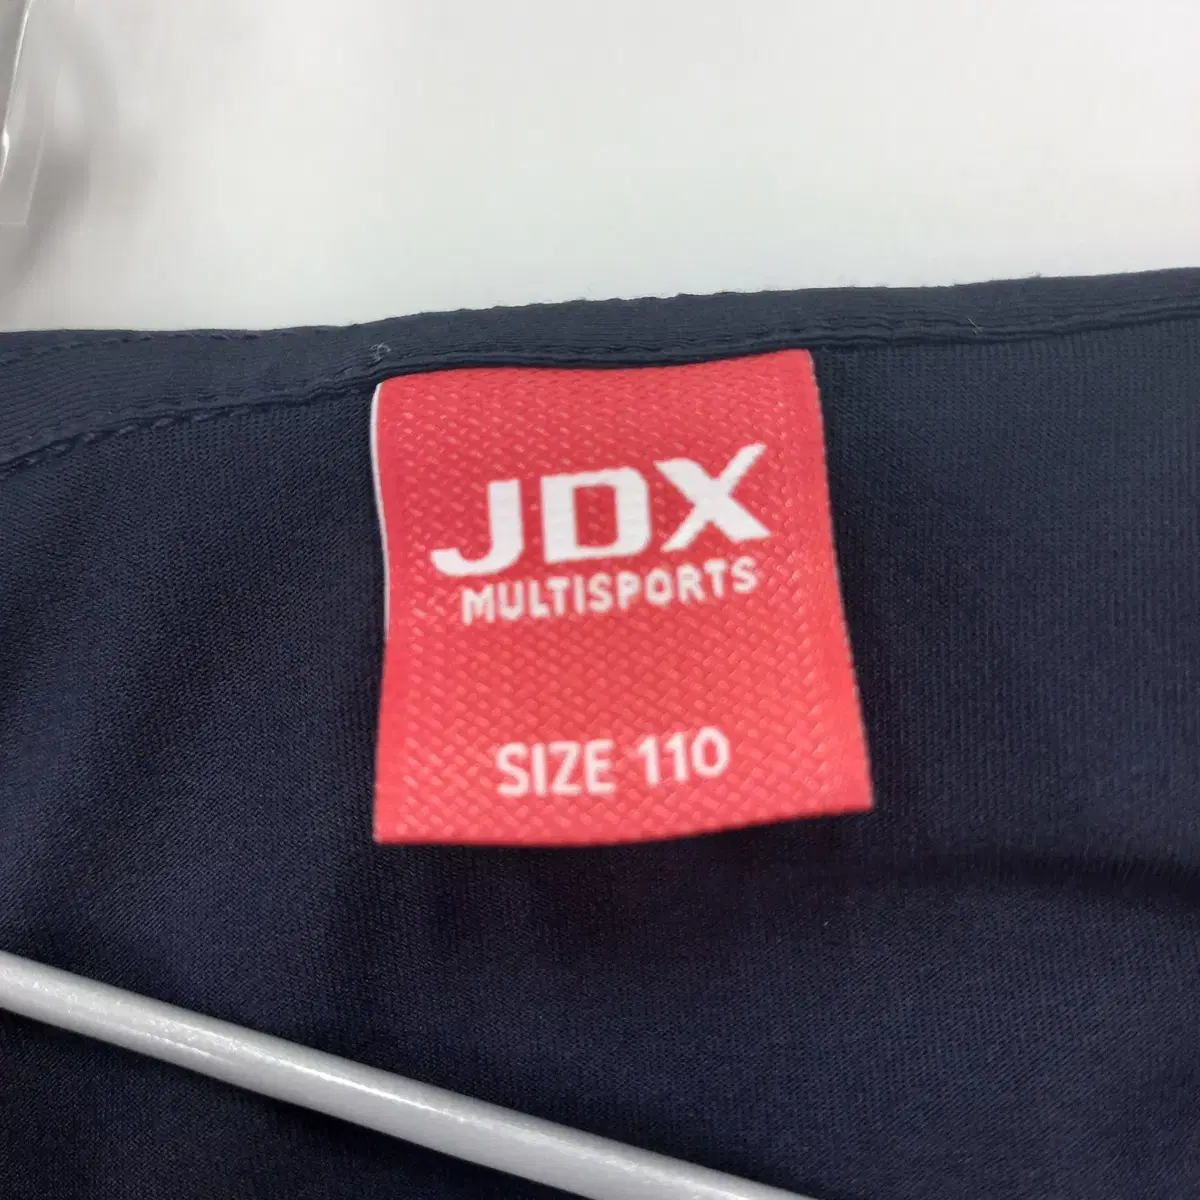 JDX
MULTISPORTS
SIZE 110